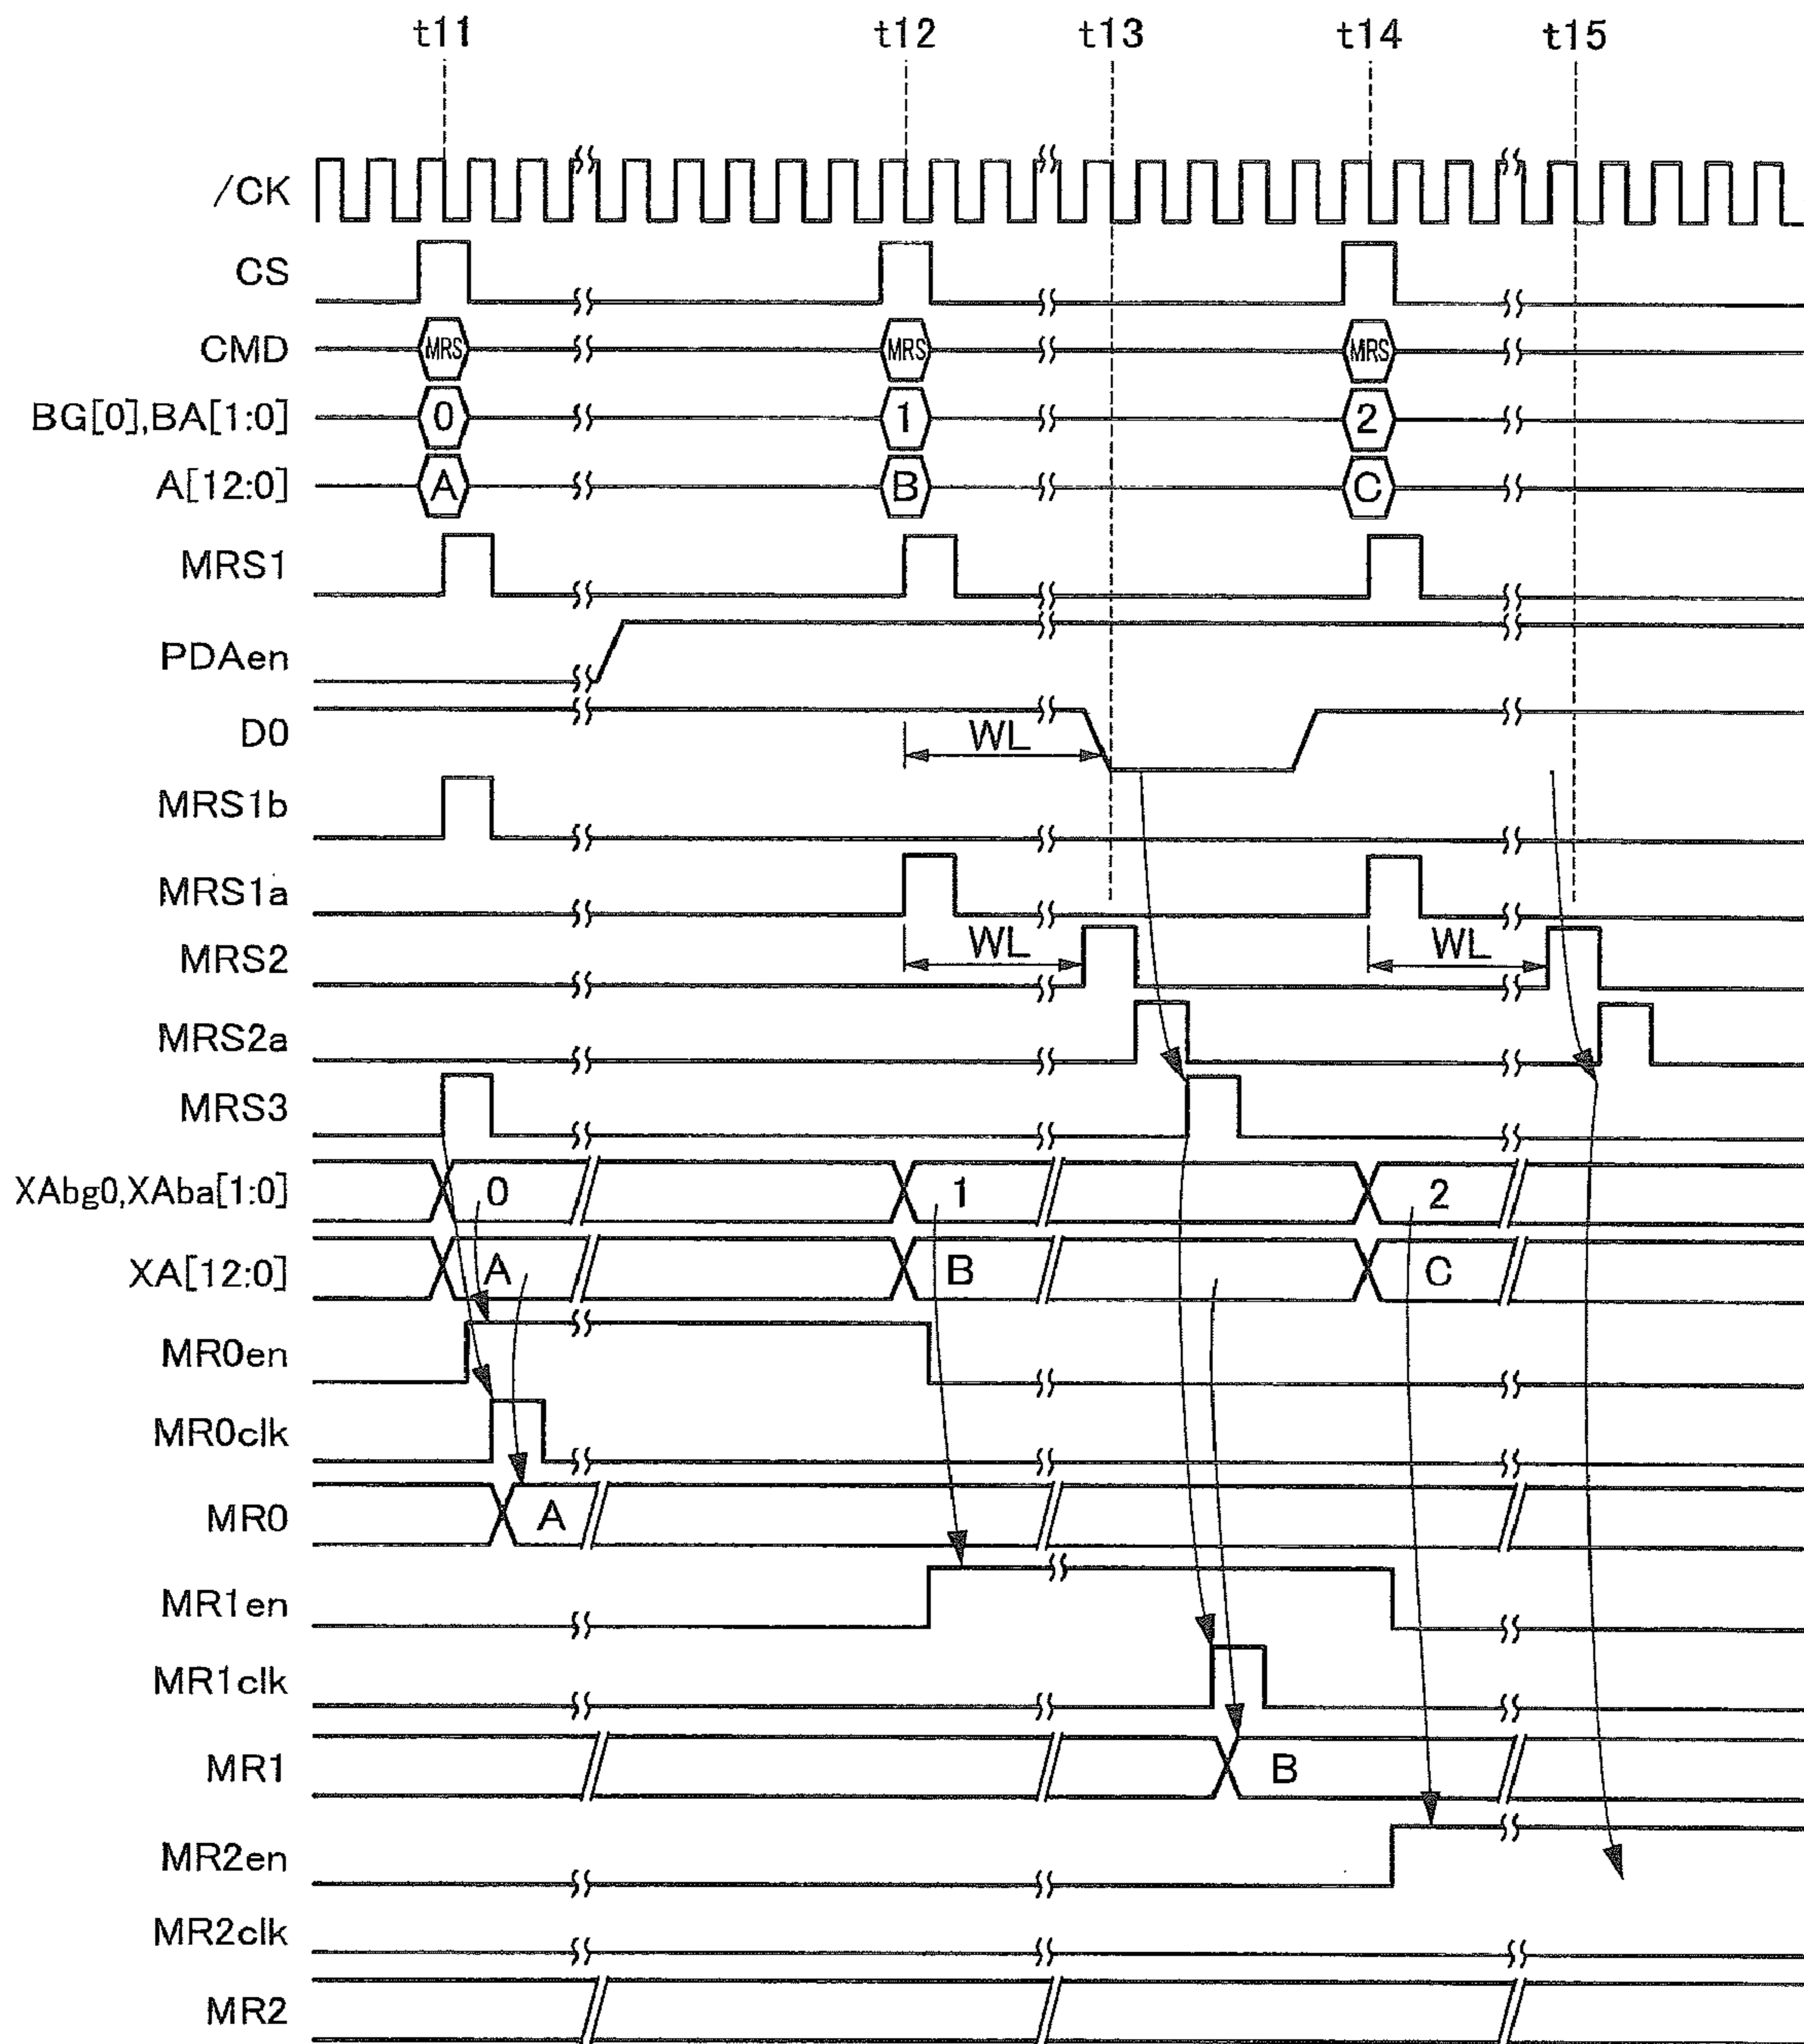 t11 t12 t13 t14 t15
/CK
CS
CMD MRS MRS MRS
BG[0],BA[1:0] 0 1 2
A[12:0] A B C
MRS1
PDAen
D0 WL
MRS1b
MRS1a
MRS2 WL WL
MRS2a
MRS3
XAbg0,XAba[1:0] 0 1 2
XA[12:0] A B C
MR0en
MR0clk
MR0 A
MR1en
MR1clk
MR1 B
MR2en
MR2clk
MR2